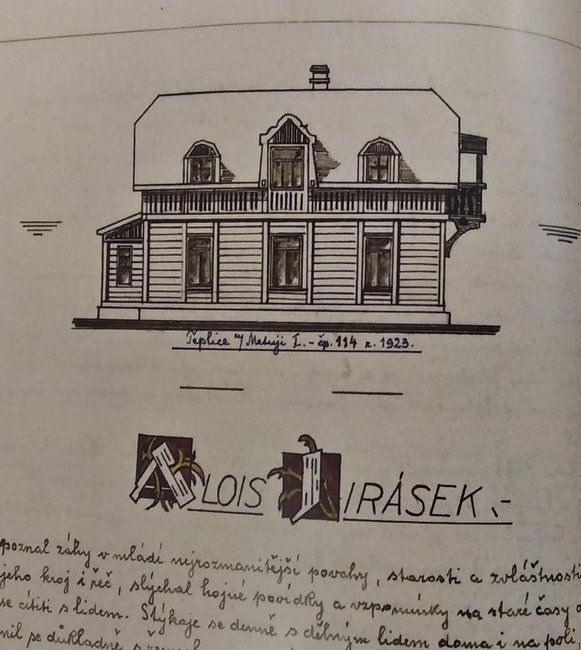 Teplice n/ Metují I. - čp. 114 r. 1923.
ALOIS JIRÁSEK.-
poznal záhy v mládí nejrozmanitější povahy, starosti a zvláštnosti
jeho kroj i řeč, slýchal hojné povídky a vzpomínky na staré časy a
se cítiti s lidem. Stýkaje se denně s dělným lidem doma i na poli
nil se důkladně s